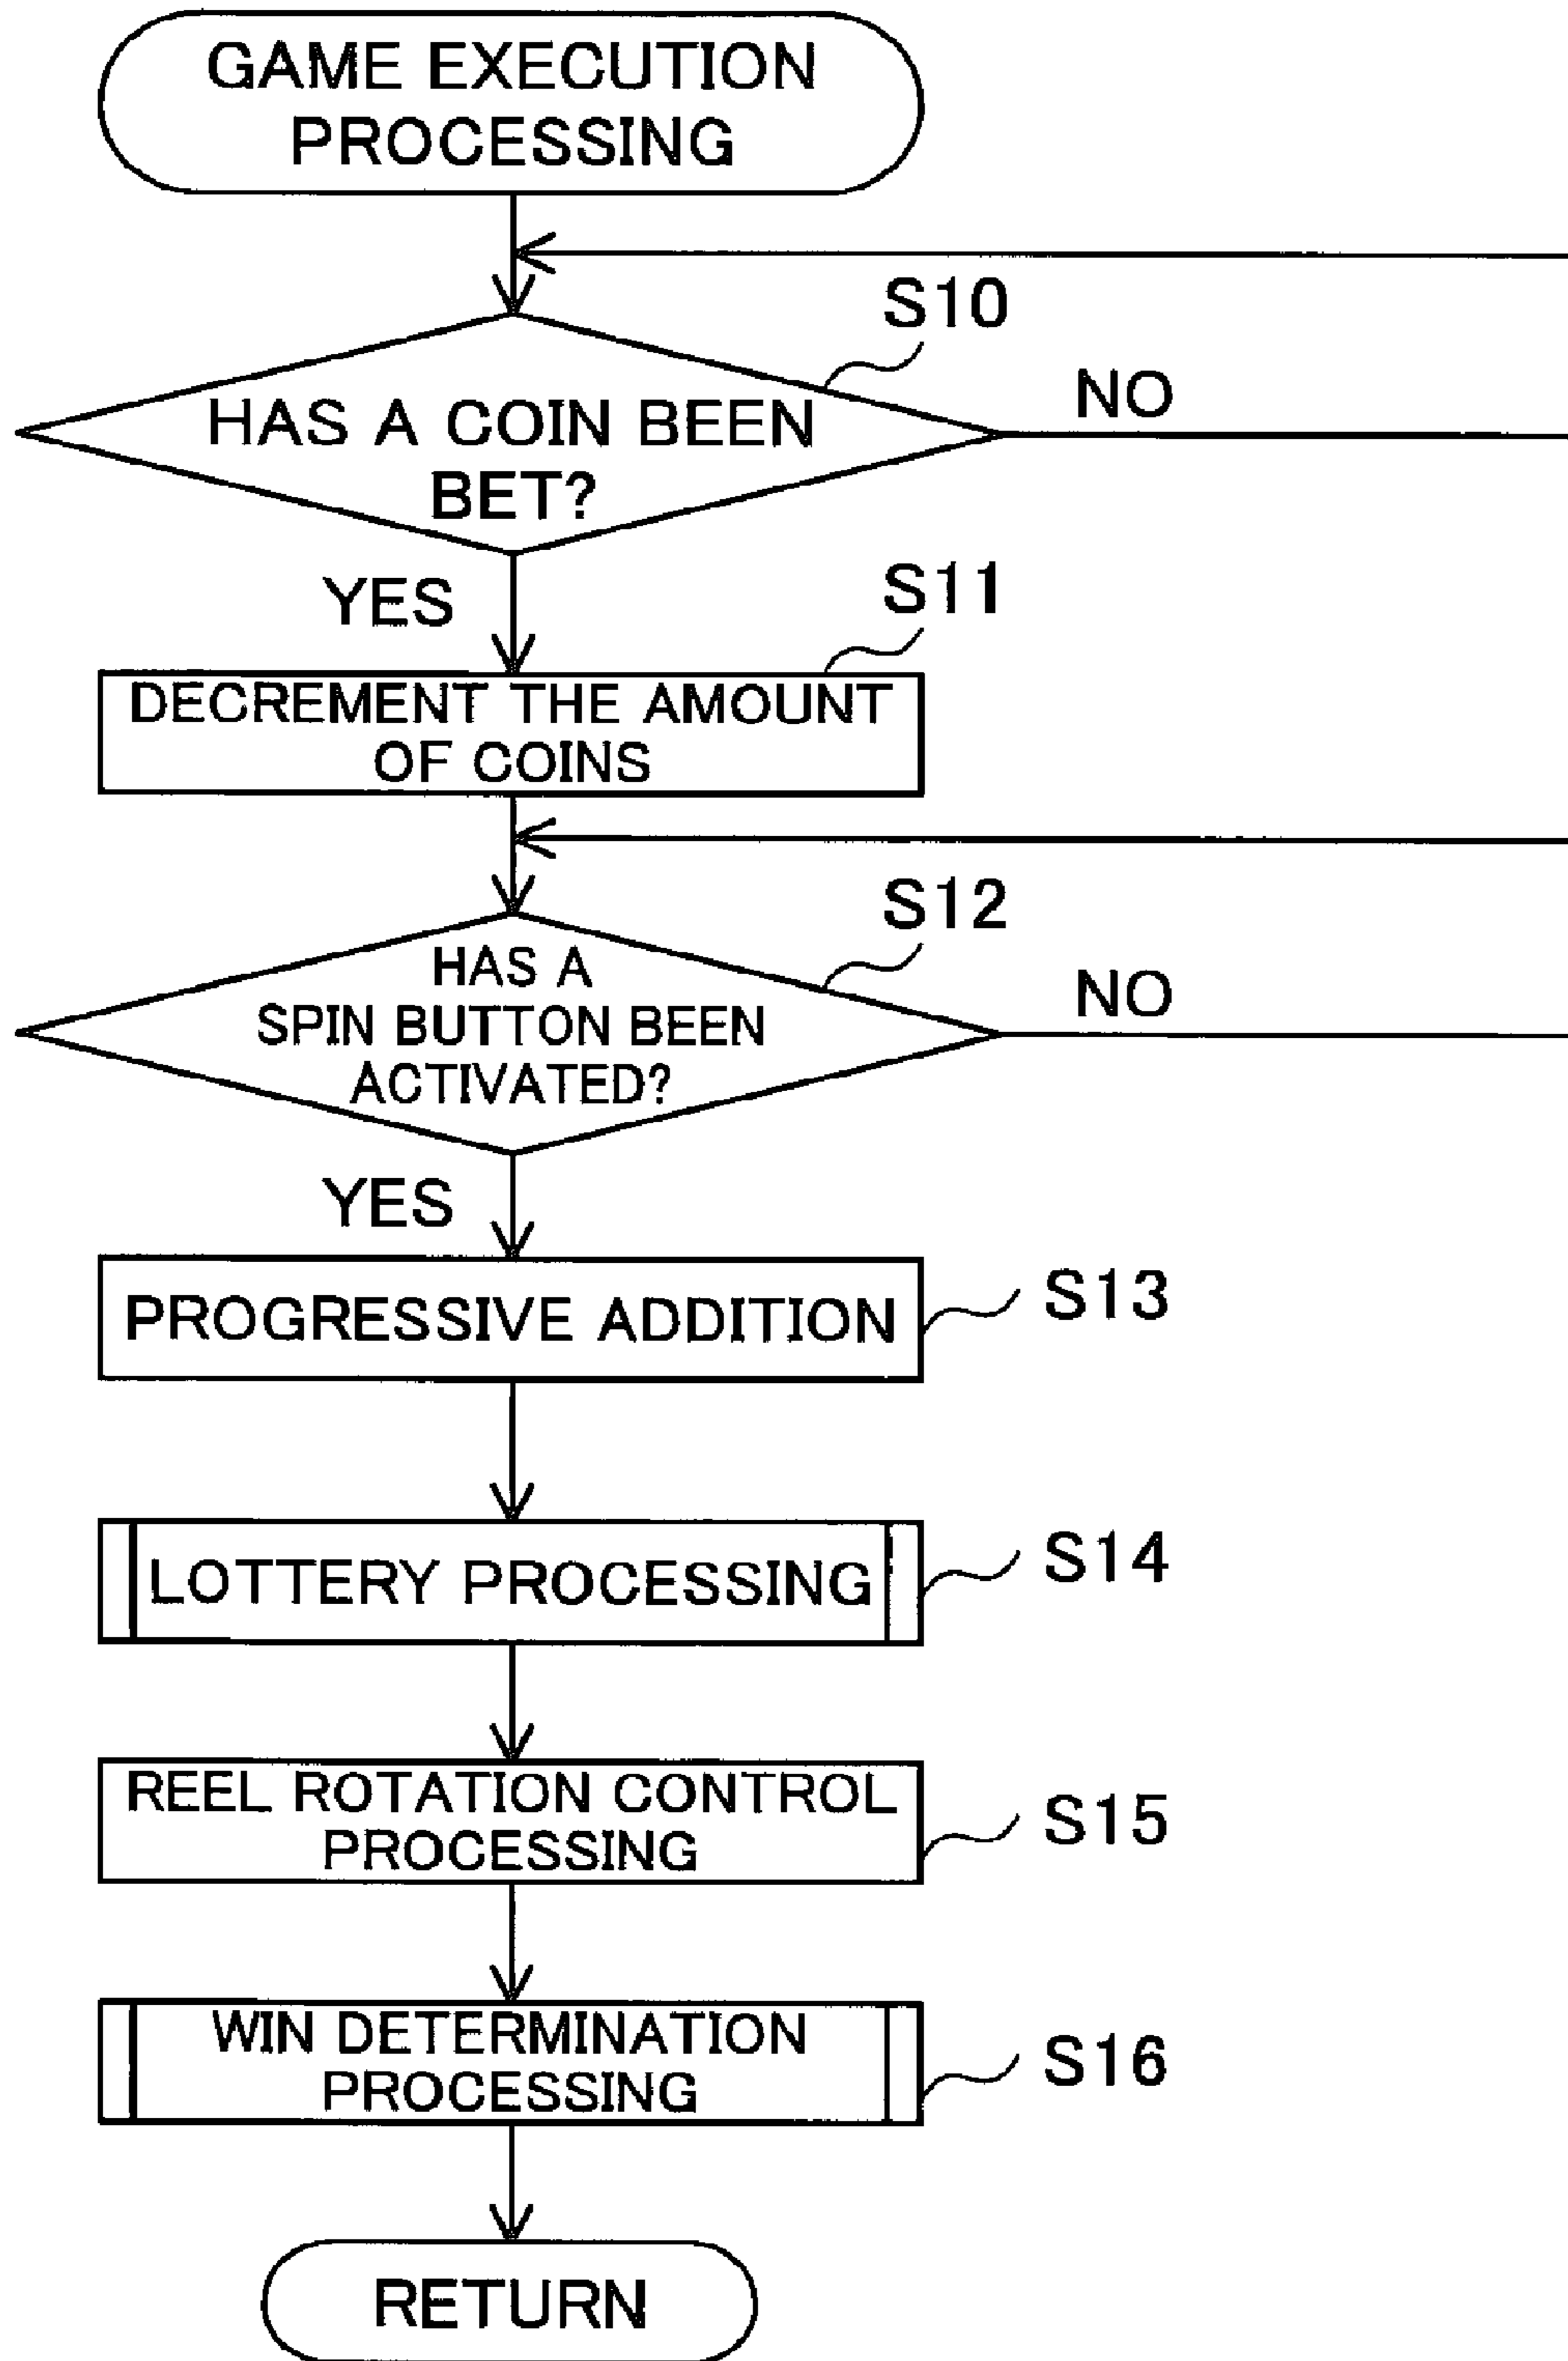 GAME EXECUTION
PROCESSING
S10
HAS A COIN BEEN
BET?
NO
YES
S11
DECREMENT THE AMOUNT
OF COINS
S12
HAS A
SPIN BUTTON BEEN
ACTIVATED?
NO
YES
PROGRESSIVE ADDITION
S13
LOTTERY PROCESSING
S14
REEL ROTATION CONTROL
PROCESSING
S15
WIN DETERMINATION
PROCESSING
S16
RETURN